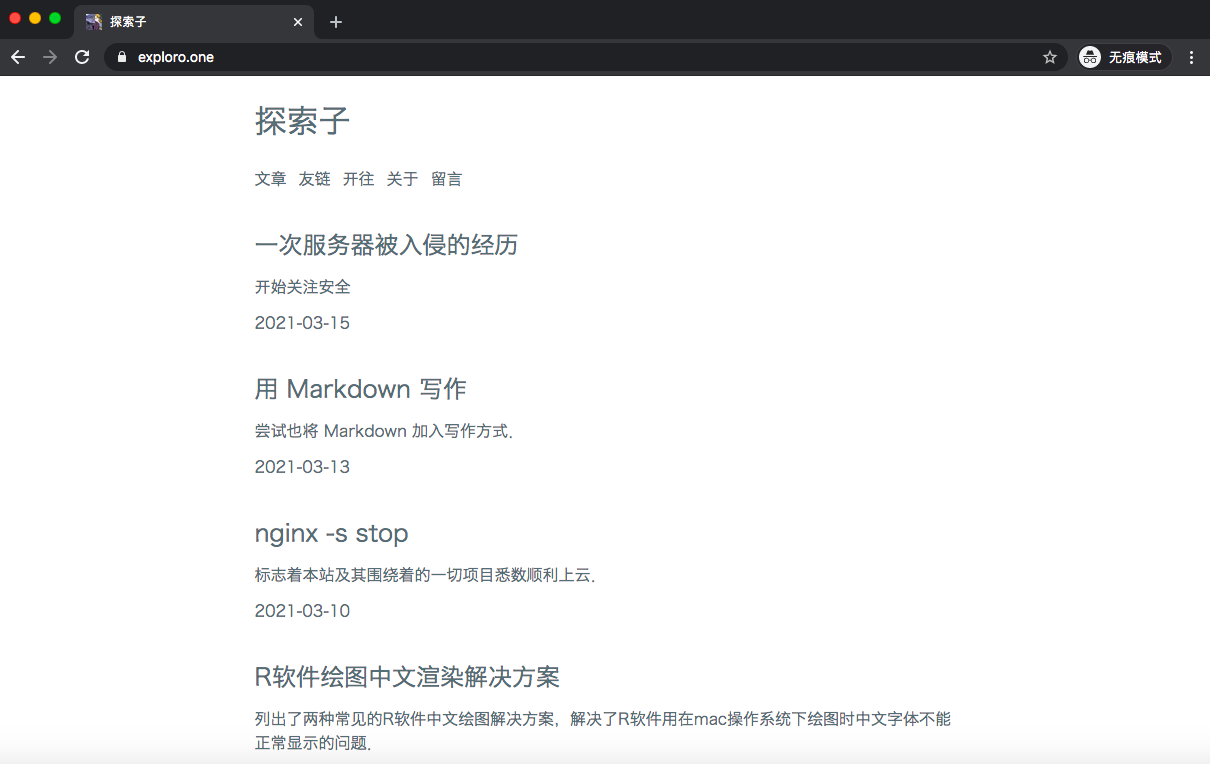 探索子
exploro.one
无痕模式
探索子
文章 友链 开往 关于 留言
一次服务器被入侵的经历
开始关注安全
2021-03-15
用 Markdown 写作
尝试也将 Markdown 加入写作方式．
2021-03-13
nginx -s stop
标志着本站及其围绕着的一切项目悉数顺利上云．
2021-03-10
R软件绘图中文渲染解决方案
列出了两种常见的R软件中文绘图解决方案，解决了R软件用在mac操作系统下绘图时中文字体不能
正常显示的问题．